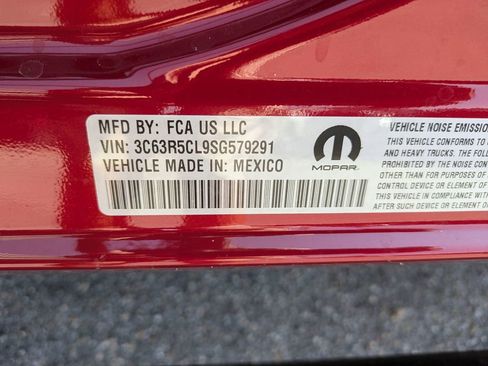 MFD BY: FCA US LLC
VIN: 3C63R5CL9SG579291
VEHICLE MADE IN: MEXICO
MOPAR
VEHICLE NOISE EMISSION
THIS VEHICLE CONFORMS TO
AND HEAVY TRUCKS. THE FOLL
PROHIBITED BY THE NOISE CON
OTHER THAN FOR PURPOSES OF
CONTROL DEVICE OR ELEMENT OF
THIS VEHICLE IN COMPLIANCE WITH
AFTER SUCH DEVICE OR ELEMENT